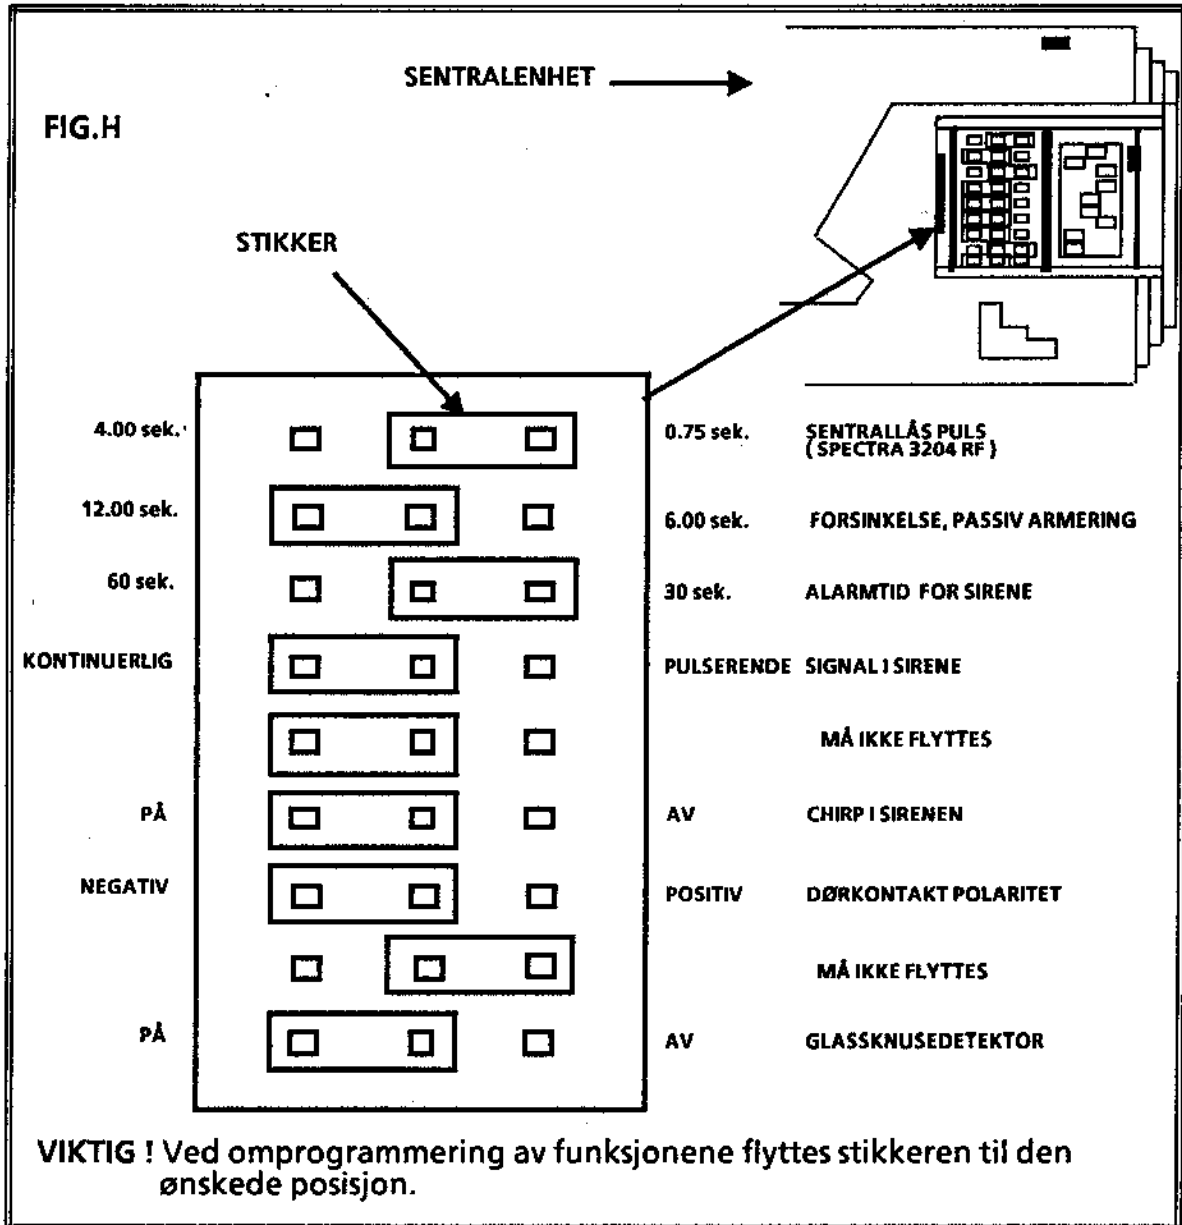 SENTRALENHET
FIG.H
STIKKER
4.00 sek. 0.75 sek. SENTRALLÅS PULS
( SPECTRA 3204 RF )
12.00 sek. 6.00 sek. FORSINKELSE, PASSIV ARMERING
60 sek. 30 sek. ALARMTID FOR SIRENE
KONTINUERLIG PULSERENDE SIGNAL I SIRENE
MÅ IKKE FLYTTES
PÅ AV CHIRP I SIRENEN
NEGATIV POSITIV DØRKONTAKT POLARITET
MÅ IKKE FLYTTES
PÅ AV GLASSKNUSEDETEKTOR
VIKTIG ! Ved omprogrammering av funksjonene flyttes stikkeren til den
ønskede posisjon.